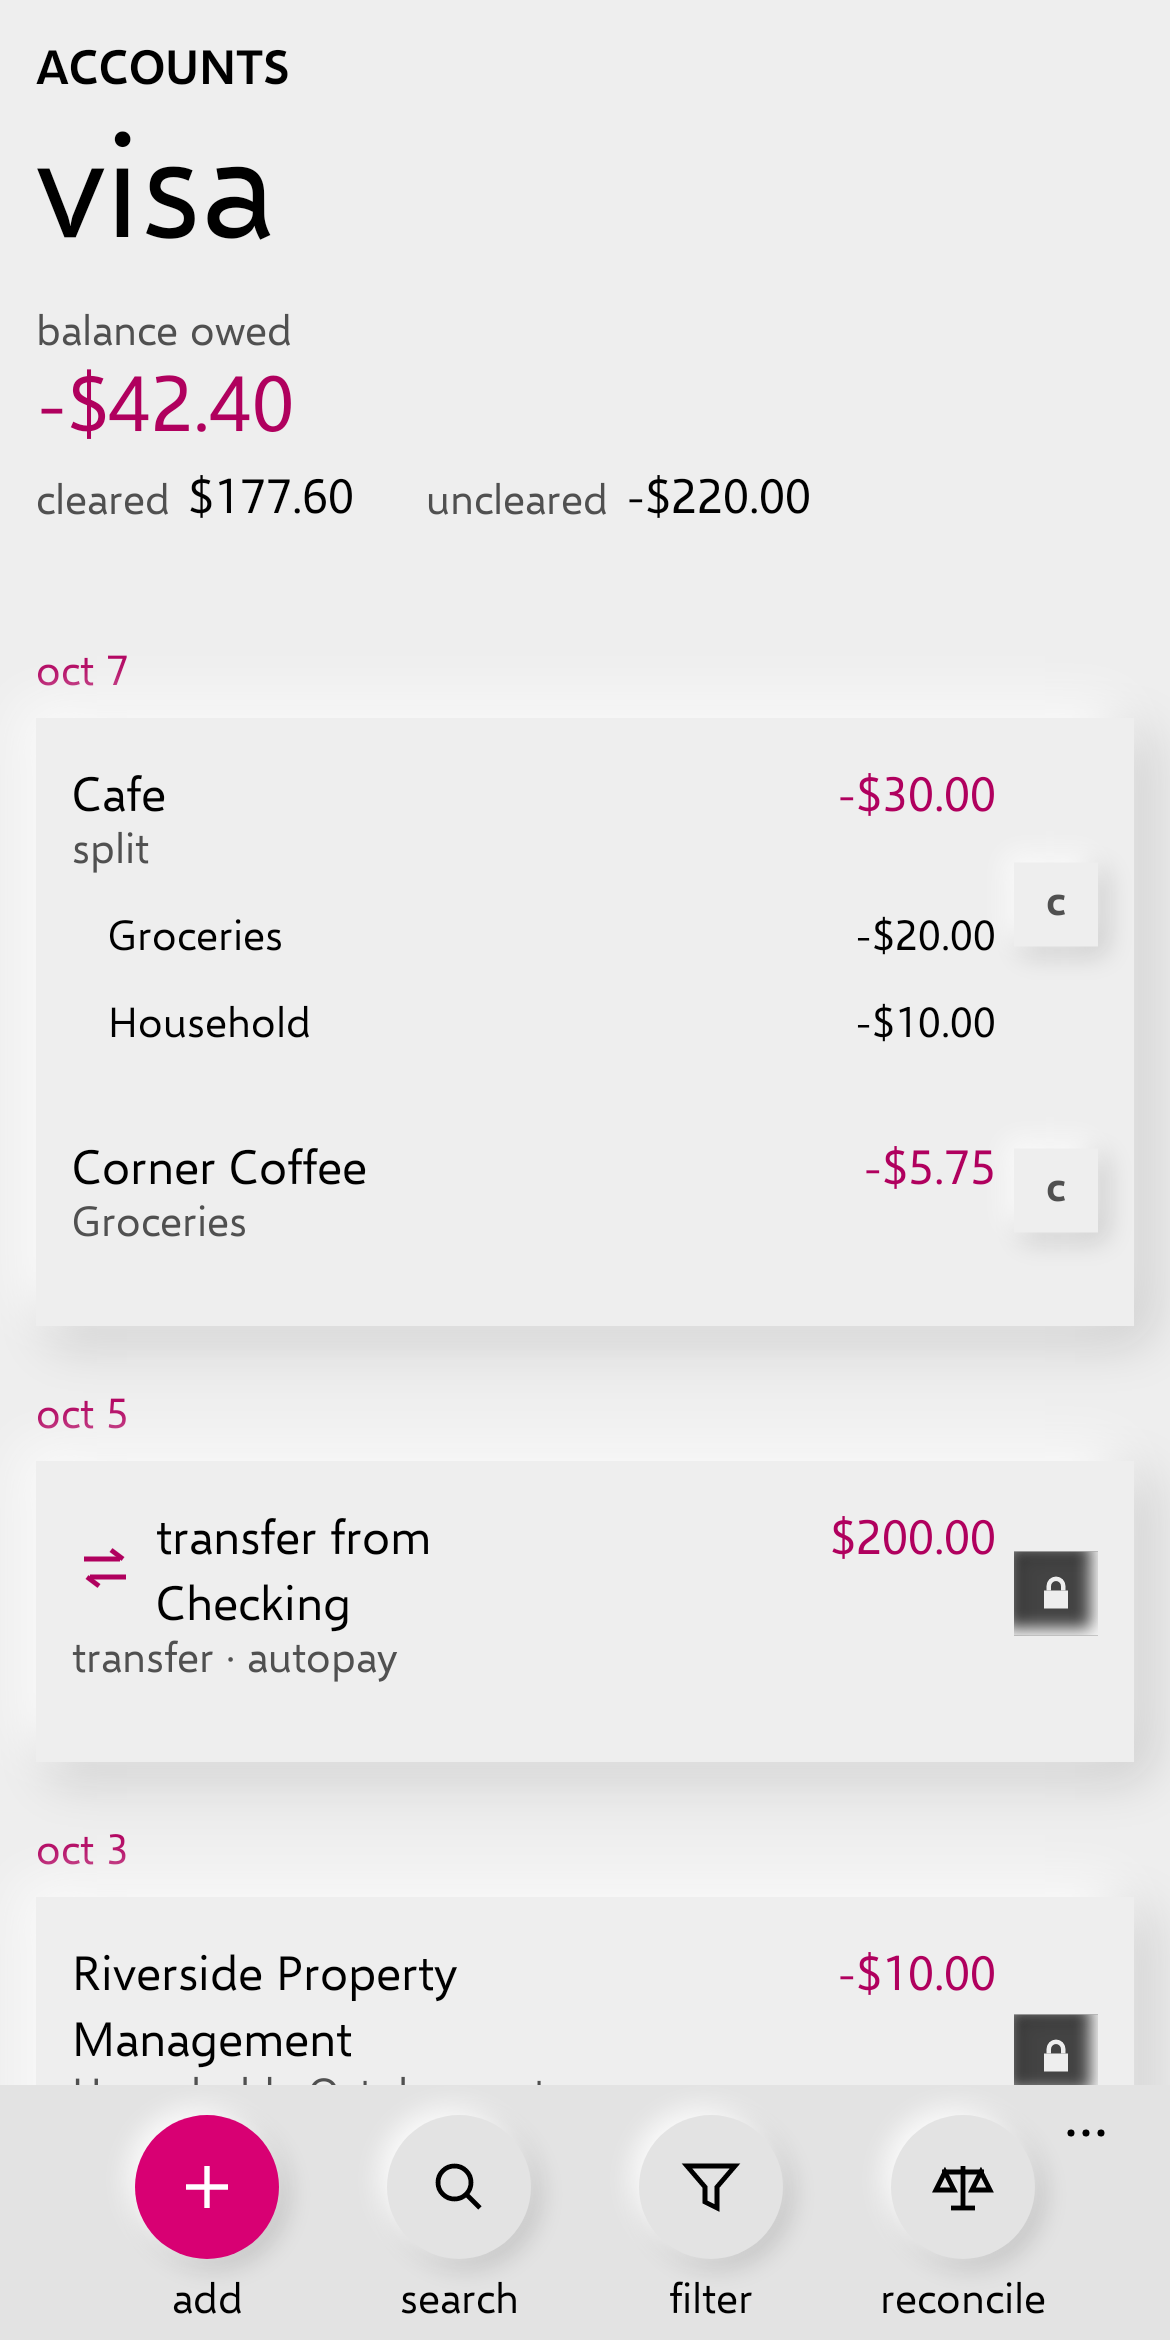 ACCOUNTS
visa
balance owed
-$42.40
cleared $177.60 uncleared -$220.00
oct 7
Cafe -$30.00
split
c
Groceries -$20.00
Household -$10.00
Corner Coffee -$5.75
c
Groceries
oct 5
transfer from $200.00
Checking
transfer · autopay
oct 3
Riverside Property -$10.00
Management
add search filter reconcile